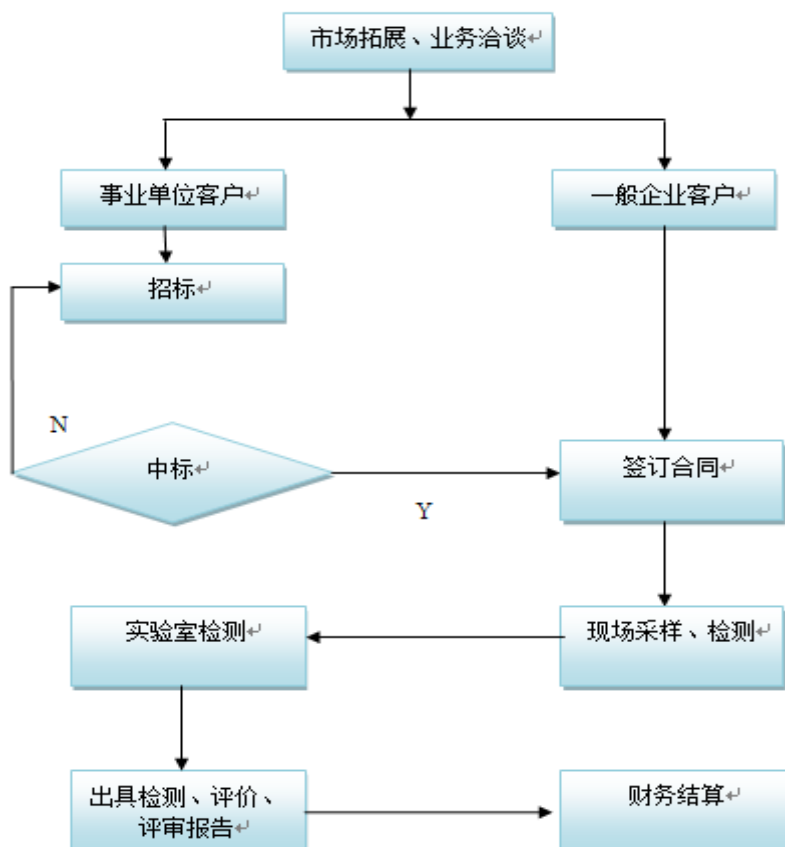 市场拓展、业务洽谈
事业单位客户
一般企业客户
招标
N
中标
签订合同
Y
实验室检测
现场采样、检测
出具检测、评价、
评审报告
财务结算